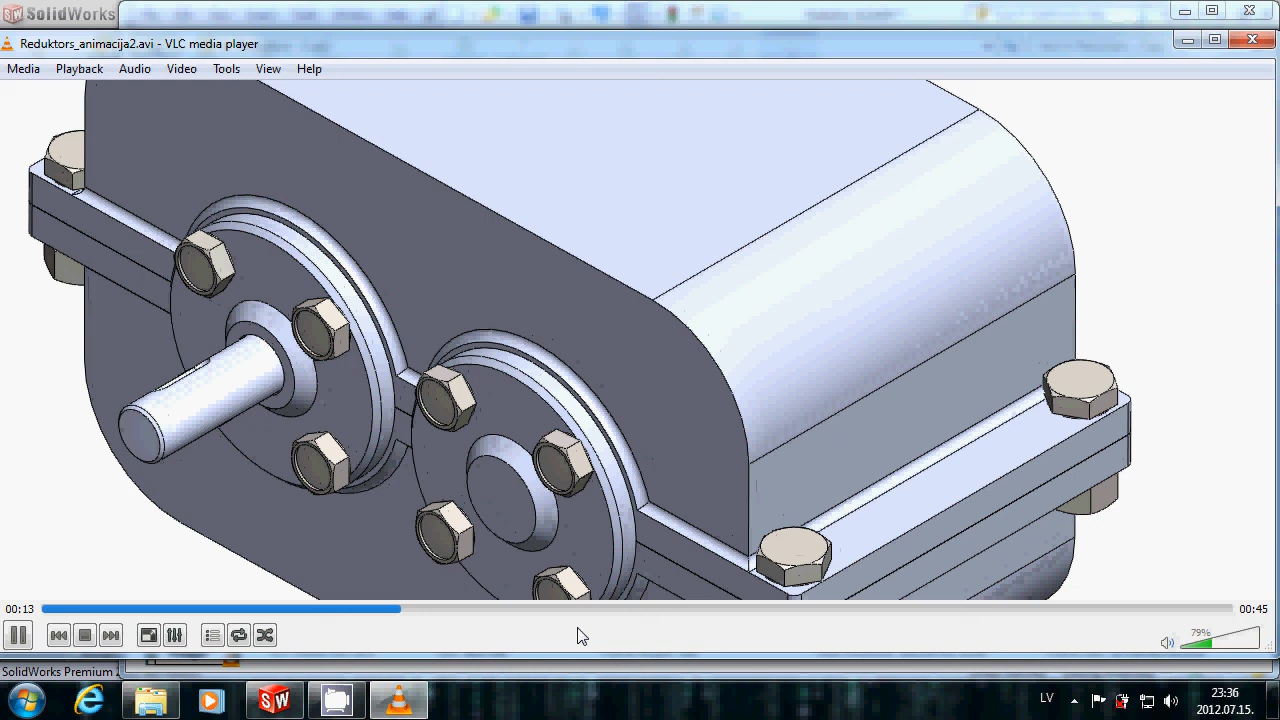 SolidWorks
Reduktors_animacija2.avi - VLC media player
Media Playback Audio Video Tools View Help
00:13
00:45
79%
SolidWorks Premium
LV
23:36
2012.07.15.